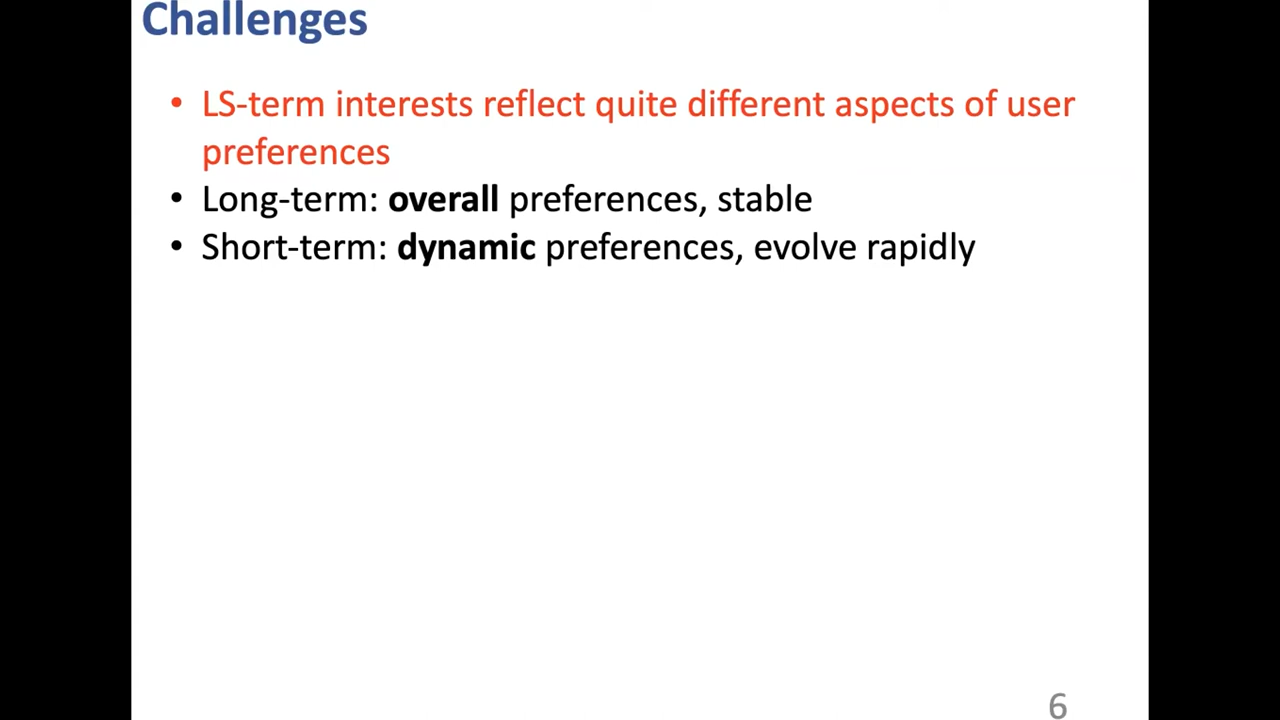 Challenges
• LS-term interests reflect quite different aspects of user
preferences
• Long-term: overall preferences, stable
• Short-term: dynamic preferences, evolve rapidly
6